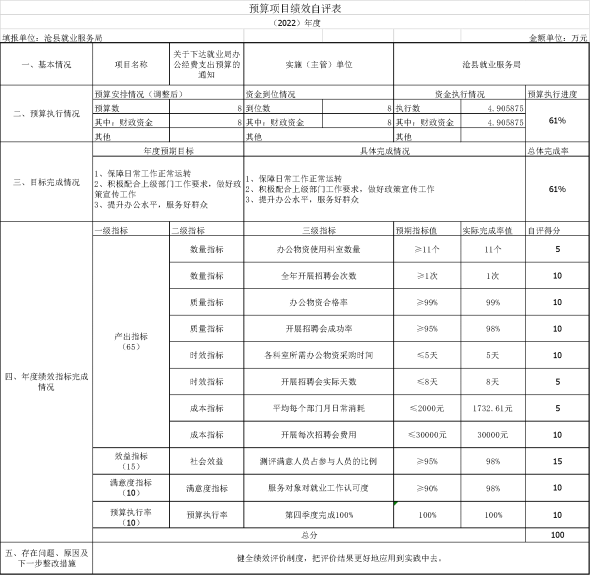 预算项目绩效自评表
（2022）年度
填报单位：沧县就业服务局 金额单位：万元
一、基本情况 项目名称 关于下达就业局办公经费支出预算的通知 实施（主管）单位 沧县就业服务局
二、预算执行情况 预算安排情况（调整后） 资金到位情况 资金执行情况 预算执行进度
预算数 8 到位数 8 执行数 4.905875 61%
其中：财政资金 8 其中：财政资金 8 其中：财政资金 4.905875
其他 其他 其他
三、目标完成情况 年度预期目标 具体完成情况 总体完成率
1、保障日常工作正常运转
2、积极配合上级部门工作要求，做好政策宣传工作
3、提升办公水平，服务好群众
1、保障日常工作正常运转
2、积极配合上级部门工作要求，做好政策宣传工作
3、提升办公水平，服务好群众
61%
四、年度绩效指标完成情况 一级指标 二级指标 三级指标 预期指标值 实际完成率值 自评得分
产出指标（65） 数量指标 办公物资使用科室数量 ≥11个 11个 5
数量指标 全年开展招聘会次数 ≥1次 1次 10
质量指标 办公物资合格率 ≥99% 99% 10
质量指标 开展招聘会成功率 ≥95% 98% 10
时效指标 各科室所需办公物资采购时间 ≤5天 5天 10
时效指标 开展招聘会实际天数 ≤8天 8天 5
成本指标 平均每个部门月日常消耗 ≤2000元 1732.61元 5
成本指标 开展每次招聘会费用 ≤30000元 30000元 10
效益指标（15） 社会效益 测评满意人员占参与人员的比例 ≥95% 98% 15
满意度指标（10） 满意度指标 服务对象对就业工作认可度 ≥90% 98% 10
预算执行率（10） 预算执行率 第四季度完成100% 100% 100% 10
总分 100
五、存在问题、原因及下一步整改措施 健全绩效评价制度，把评价结果更好地应用到实践中去。